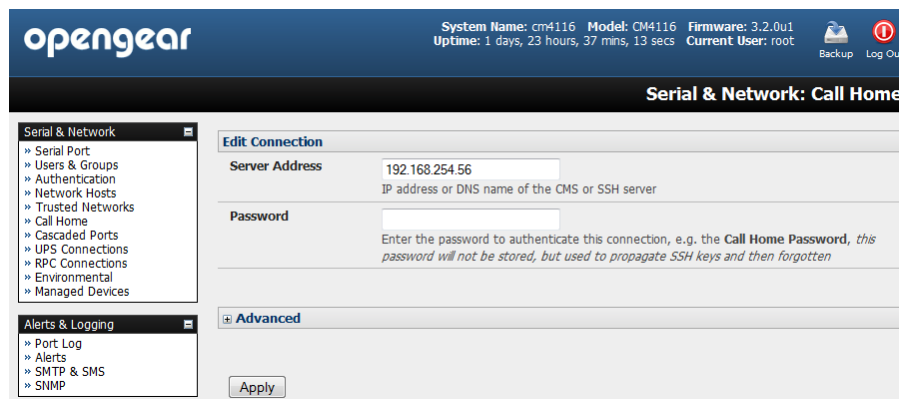 opengear
System Name: cm4116 Model: CM4116 Firmware: 3.2.0u1
Uptime: 1 days, 23 hours, 37 mins, 13 secs Current User: root
Backup
Log Ou
Serial & Network: Call Home
Serial & Network
» Serial Port
» Users & Groups
» Authentication
» Network Hosts
» Trusted Networks
» Call Home
» Cascaded Ports
» UPS Connections
» RPC Connections
» Environmental
» Managed Devices
Alerts & Logging
» Port Log
» Alerts
» SMTP & SMS
» SNMP
Edit Connection
Server Address
192.168.254.56
IP address or DNS name of the CMS or SSH server
Password
Enter the password to authenticate this connection, e.g. the Call Home Password, this
password will not be stored, but used to propagate SSH keys and then forgotten
Advanced
Apply